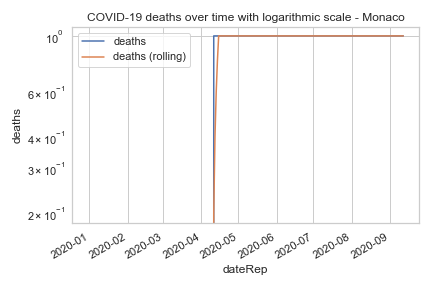 COVID-19 deaths over time with logarithmic scale - Monaco
deaths
deaths (rolling)
10⁰
6 × 10⁻¹
4 × 10⁻¹
3 × 10⁻¹
2 × 10⁻¹
deaths
2020-01
2020-02
2020-03
2020-04
2020-05
2020-06
2020-07
2020-08
2020-09
dateRep